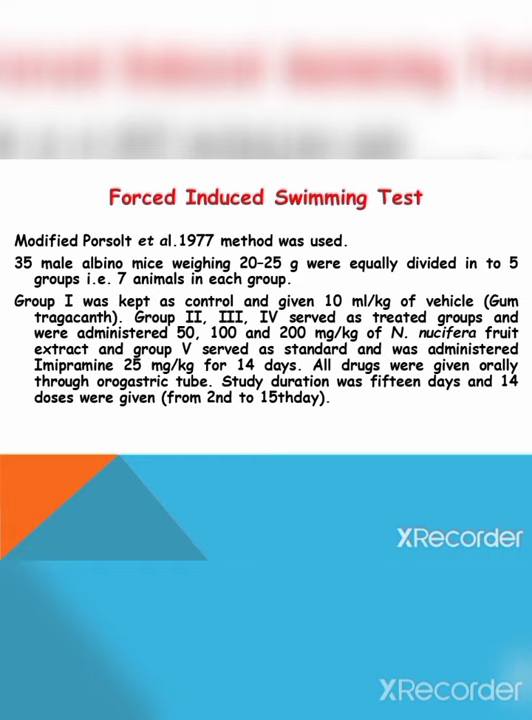 Forced Induced Swimming Test
Modified Porsolt et al.1977 method was used.
35 male albino mice weighing 20-25 g were equally divided in to 5
groups i.e. 7 animals in each group.
Group I was kept as control and given 10 ml/kg of vehicle (Gum
tragacanth). Group II, III, IV served as treated groups and
were administered 50, 100 and 200 mg/kg of N. nucifera fruit
extract and group V served as standard and was administered
Imipramine 25 mg/kg for 14 days. All drugs were given orally
through orogastric tube. Study duration was fifteen days and 14
doses were given (from 2nd to 15thday).
XRecorder
XRecorder